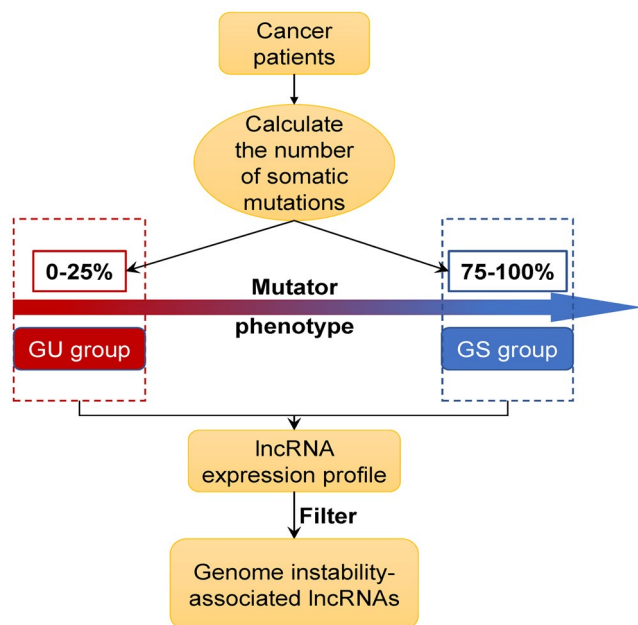 Cancer
patients
Calculate
the number
of somatic
mutations
0-25%
75-100%
Mutator
phenotype
GU group
GS group
lncRNA
expression profile
Filter
Genome instability-
associated lncRNAs